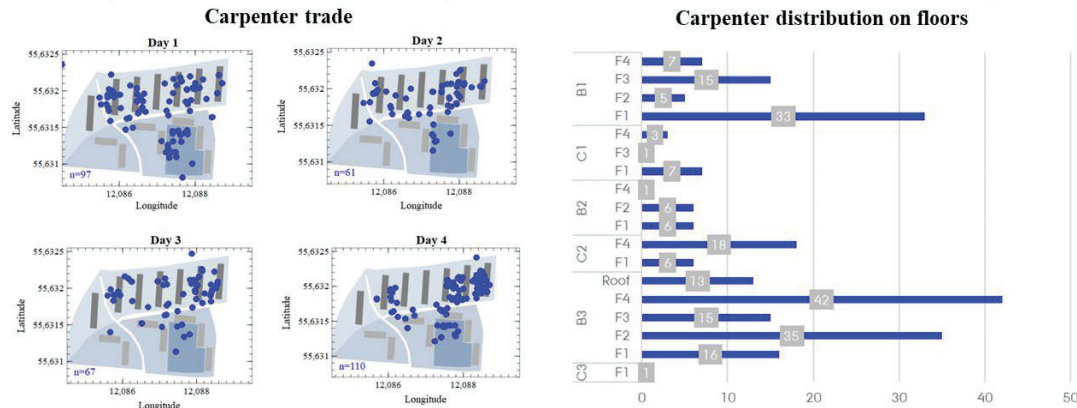 Carpenter trade
Day 1
55,6325
55,632
55,6315
55,631
Latitude
n=97
12,086
12,088
Longitude
Day 2
55,6325
55,632
55,6315
55,631
Latitude
n=61
12,086
12,088
Longitude
Day 3
55,6325
55,632
55,6315
55,631
Latitude
n=67
12,086
12,088
Longitude
Day 4
55,6325
55,632
55,6315
55,631
Latitude
n=110
12,086
12,088
Longitude
Carpenter distribution on floors
B1
F4 7
F3 15
F2 5
F1 33
C1
F4 3
F3 1
F1 7
B2
F4 1
F2 6
F1 6
C2
F4 18
F1 6
B3
Roof 13
F4 42
F3 15
F2 35
F1 16
C3
F1 1
0 10 20 30 40 50